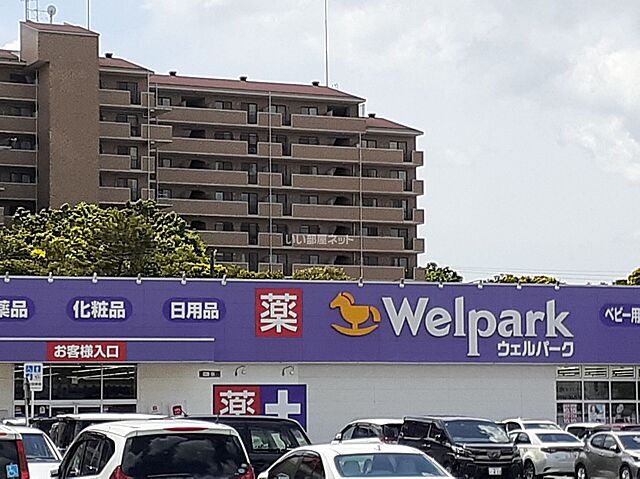 いい部屋ネット
薬品
化粧品
日用品
薬
Welpark
ウェルパーク
ベビー用
お客様入口
薬